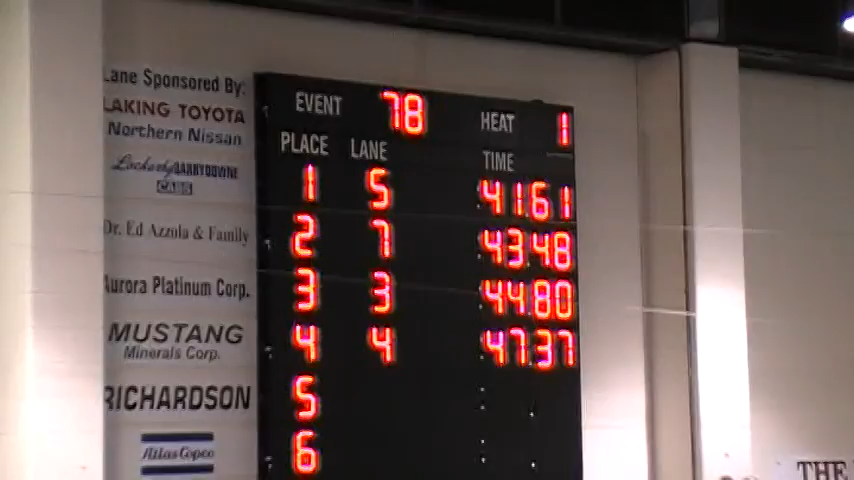 Lane Sponsored By:
LAKING TOYOTA
Northern Nissan
Lockerby BARRYDOWNE
CABS
Dr. Ed Azzola & Family
Aurora Platinum Corp.
MUSTANG
Minerals Corp.
RICHARDSON
Atlas Copco
EVENT 78 HEAT 1
PLACE LANE TIME
1 5 41.61
2 7 43.48
3 3 44.80
4 4 47.37
5
6
THE